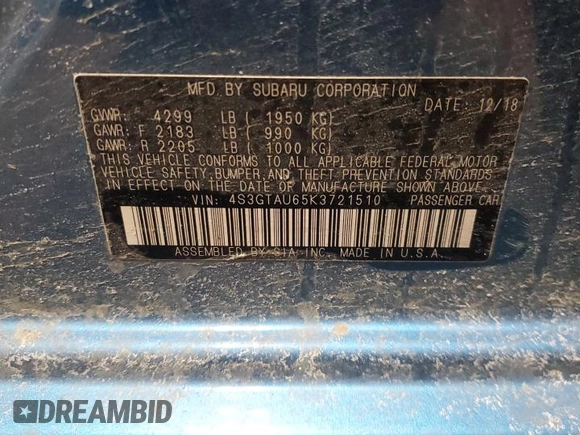 MFD. BY SUBARU CORPORATION
DATE: 12/18
GVWR: 4299 LB ( 1950 KG)
GAWR: F 2183 LB ( 990 KG)
GAWR: R 2205 LB ( 1000 KG)
THIS VEHICLE CONFORMS TO ALL APPLICABLE FEDERAL MOTOR
VEHICLE SAFETY, BUMPER, AND THEFT PREVENTION STANDARDS
IN EFFECT ON THE DATE OF MANUFACTURE SHOWN ABOVE.
VIN: 4S3GTAU65K3721510 PASSENGER CAR
ASSEMBLED BY SIA INC. MADE IN U.S.A.
DREAMBID